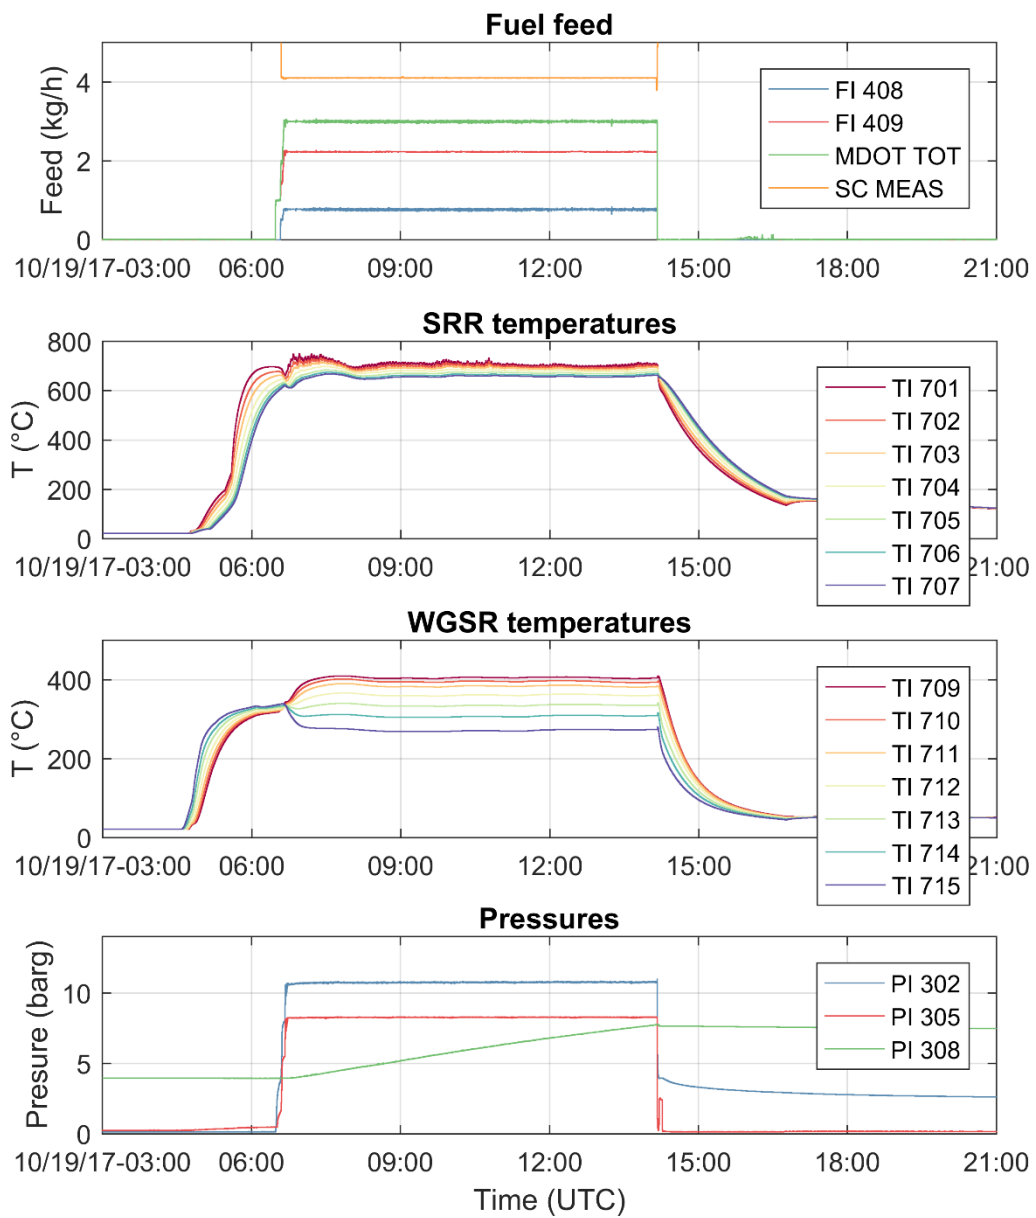 Fuel feed
Feed (kg/h)
4
2
0
FI 408
FI 409
MDOT TOT
SC MEAS
10/19/17-03:00 06:00 09:00 12:00 15:00 18:00 21:00
SRR temperatures
T (°C)
800
600
400
200
0
TI 701
TI 702
TI 703
TI 704
TI 705
TI 706
TI 707
10/19/17-03:00 06:00 09:00 12:00 15:00 21:00
WGSR temperatures
T (°C)
400
200
0
TI 709
TI 710
TI 711
TI 712
TI 713
TI 714
TI 715
10/19/17-03:00 06:00 09:00 12:00 15:00 21:00
Pressures
Presure (barg)
10
5
0
PI 302
PI 305
PI 308
10/19/17-03:00 06:00 09:00 12:00 15:00 18:00 21:00
Time (UTC)